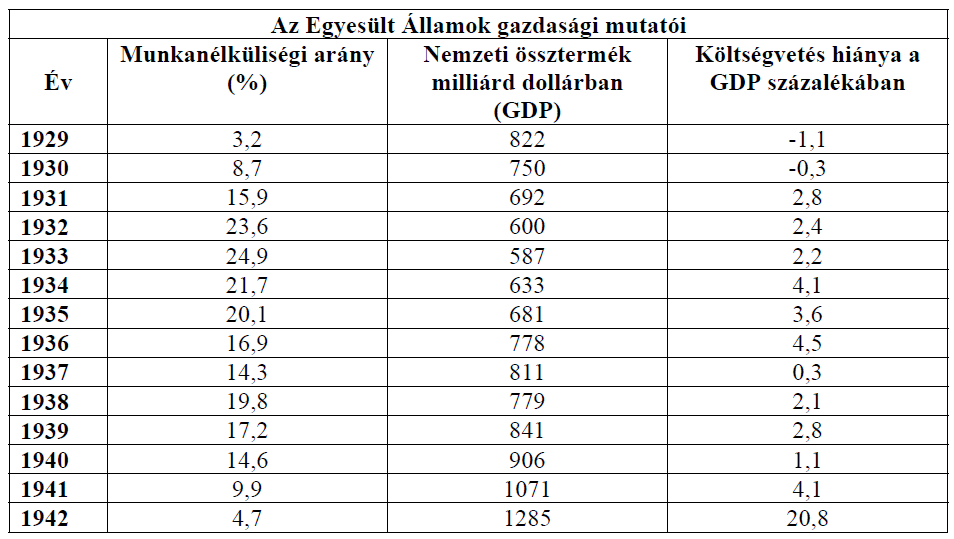 Az Egyesült Államok gazdasági mutatói
Év Munkanélküliségi arány (%) Nemzeti össztermék milliárd dollárban (GDP) Költségvetés hiánya a GDP százalékában
1929 3,2 822 -1,1
1930 8,7 750 -0,3
1931 15,9 692 2,8
1932 23,6 600 2,4
1933 24,9 587 2,2
1934 21,7 633 4,1
1935 20,1 681 3,6
1936 16,9 778 4,5
1937 14,3 811 0,3
1938 19,8 779 2,1
1939 17,2 841 2,8
1940 14,6 906 1,1
1941 9,9 1071 4,1
1942 4,7 1285 20,8